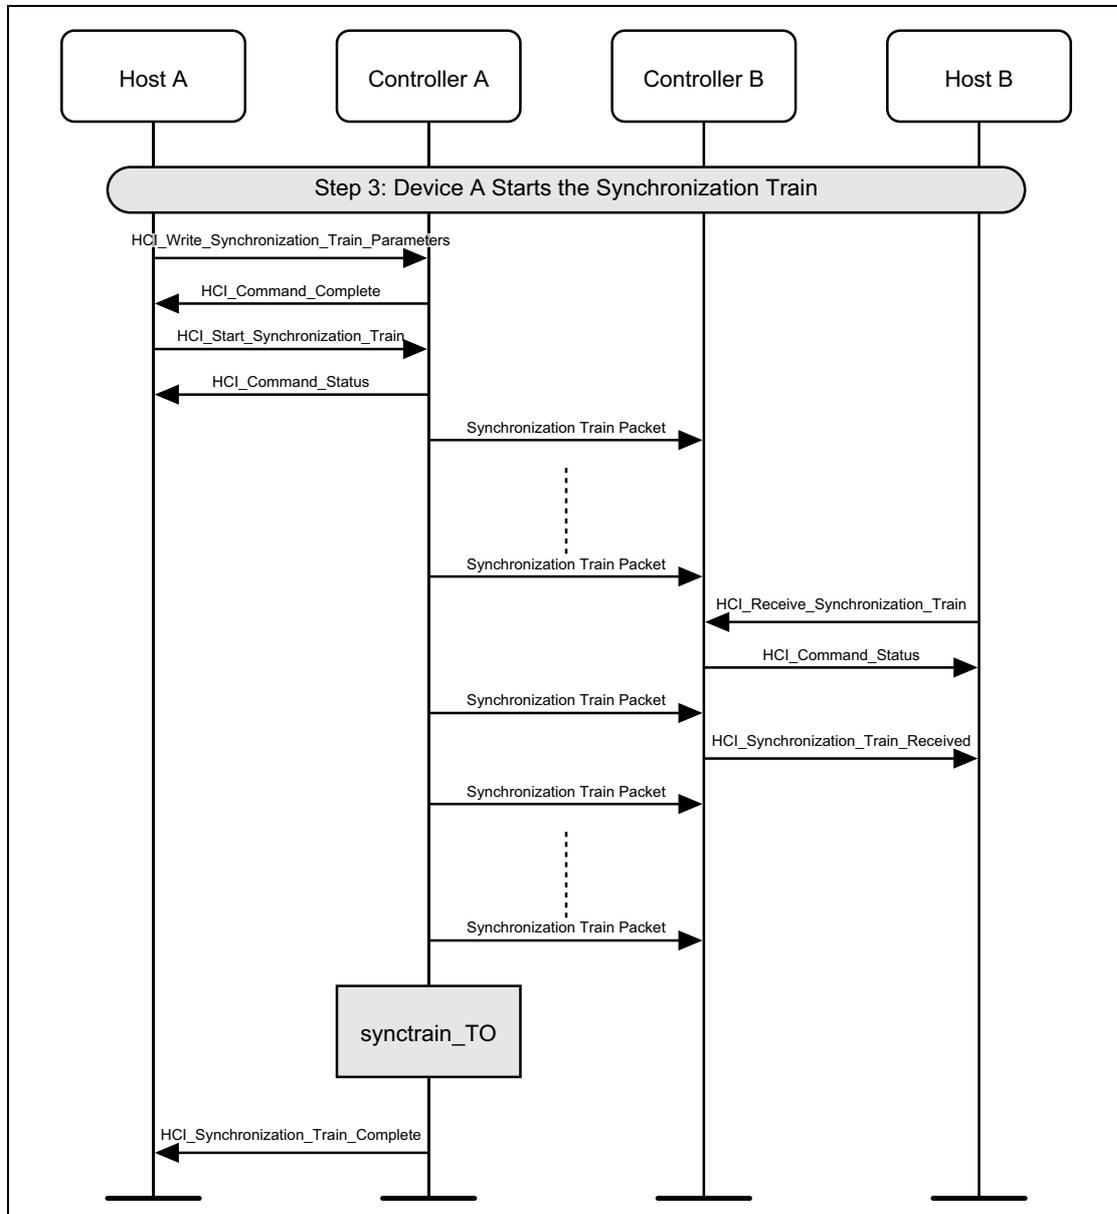 Host A
Controller A
Controller B
Host B
Step 3: Device A Starts the Synchronization Train
HCI_Write_Synchronization_Train_Parameters
HCI_Command_Complete
HCI_Start_Synchronization_Train
HCI_Command_Status
Synchronization Train Packet
Synchronization Train Packet
HCI_Receive_Synchronization_Train
HCI_Command_Status
Synchronization Train Packet
HCI_Synchronization_Train_Received
Synchronization Train Packet
Synchronization Train Packet
synctrain_TO
HCI_Synchronization_Train_Complete